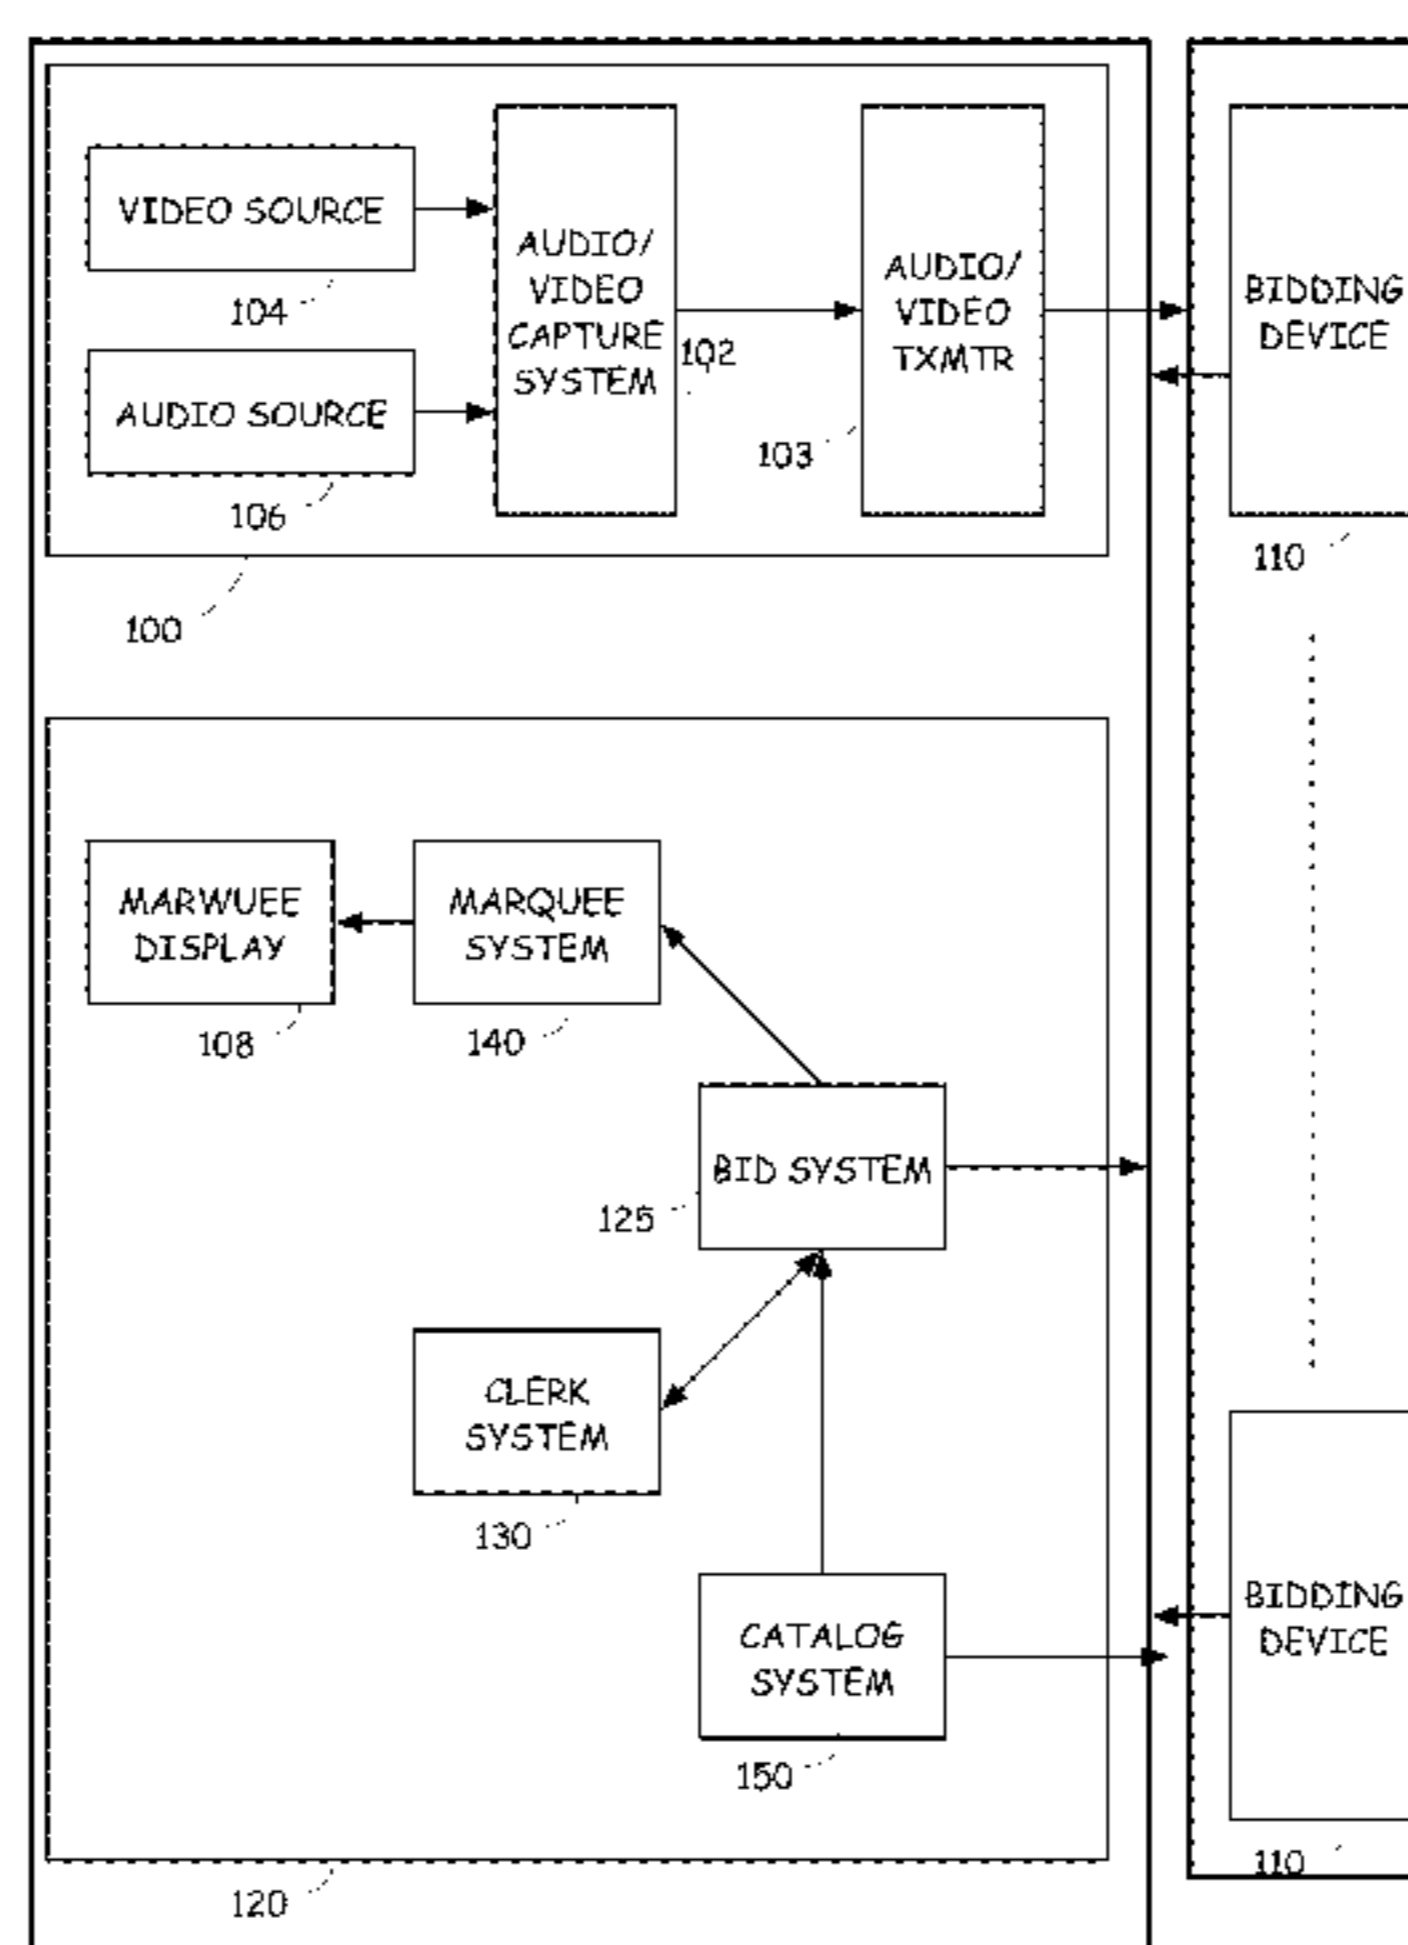 VIDEO SOURCE
104
AUDIO SOURCE
106
AUDIO/
VIDEO
CAPTURE
SYSTEM
102
AUDIO/
VIDEO
TXMTR
103
100
BIDDING
DEVICE
110
MARWUEE
DISPLAY
108
MARQUEE
SYSTEM
140
BID SYSTEM
125
CLERK
SYSTEM
130
CATALOG
SYSTEM
150
120
BIDDING
DEVICE
110